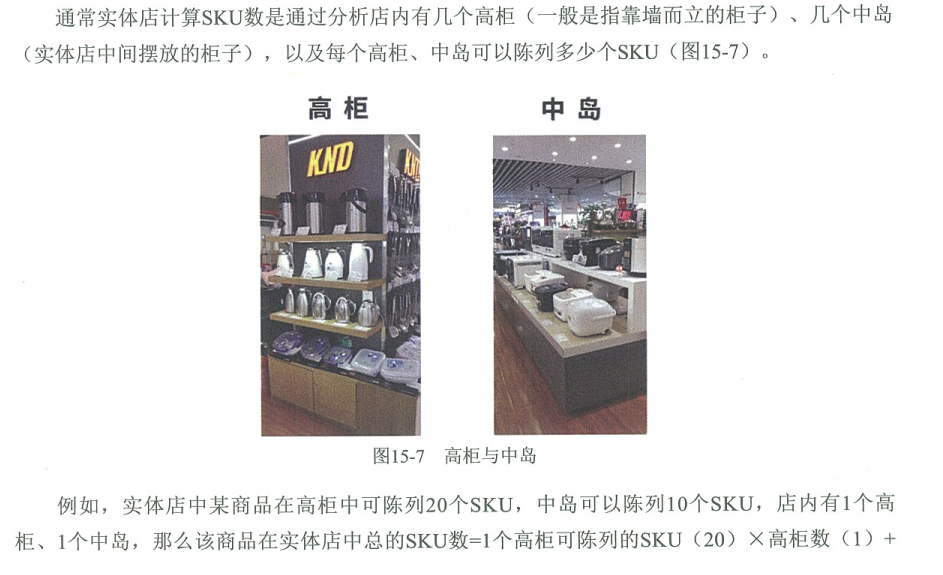 通常实体店计算SKU数是通过分析店内有几个高柜（一般是指靠墙而立的柜子）、几个中岛
（实体店中间摆放的柜子），以及每个高柜、中岛可以陈列多少个SKU（图15-7）。
高柜 中岛
KND
图15-7 高柜与中岛
例如，实体店中某商品在高柜中可陈列20个SKU，中岛可以陈列10个SKU，店内有1个高
柜、1个中岛，那么该商品在实体店中总的SKU数=1个高柜可陈列的SKU（20）×高柜数（1）+